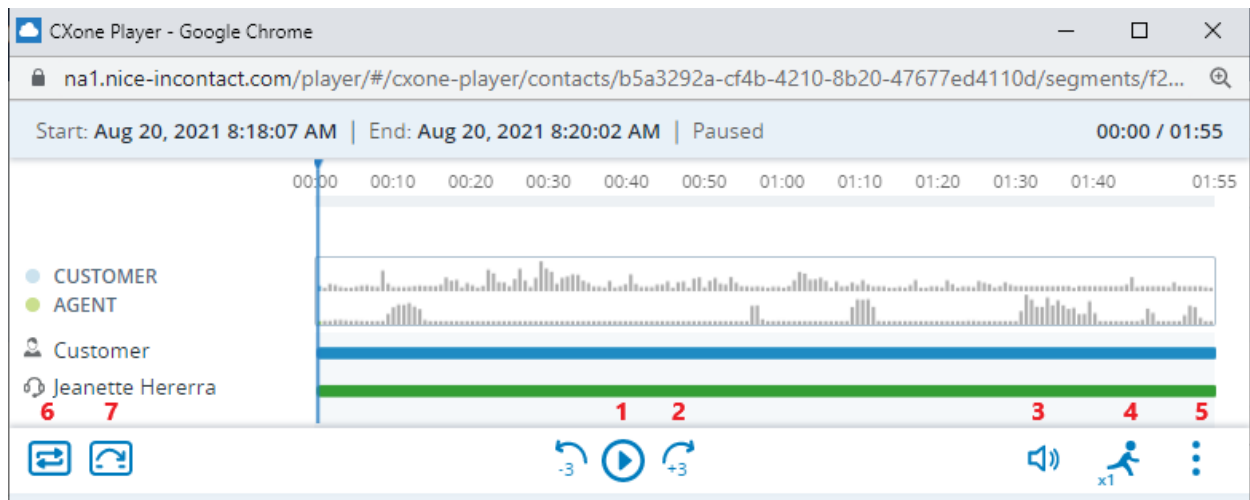 CXone Player - Google Chrome
na1.nice-incontact.com/player/#/cxone-player/contacts/b5a3292a-cf4b-4210-8b20-47677ed4110d/segments/f2...
Start: Aug 20, 2021 8:18:07 AM | End: Aug 20, 2021 8:20:02 AM | Paused 00:00 / 01:55
00:00 00:10 00:20 00:30 00:40 00:50 01:00 01:10 01:20 01:30 01:40 01:55
CUSTOMER
AGENT
Customer
Jeanette Hererra
6 7 1 2 3 4 5
-3 +3 x1